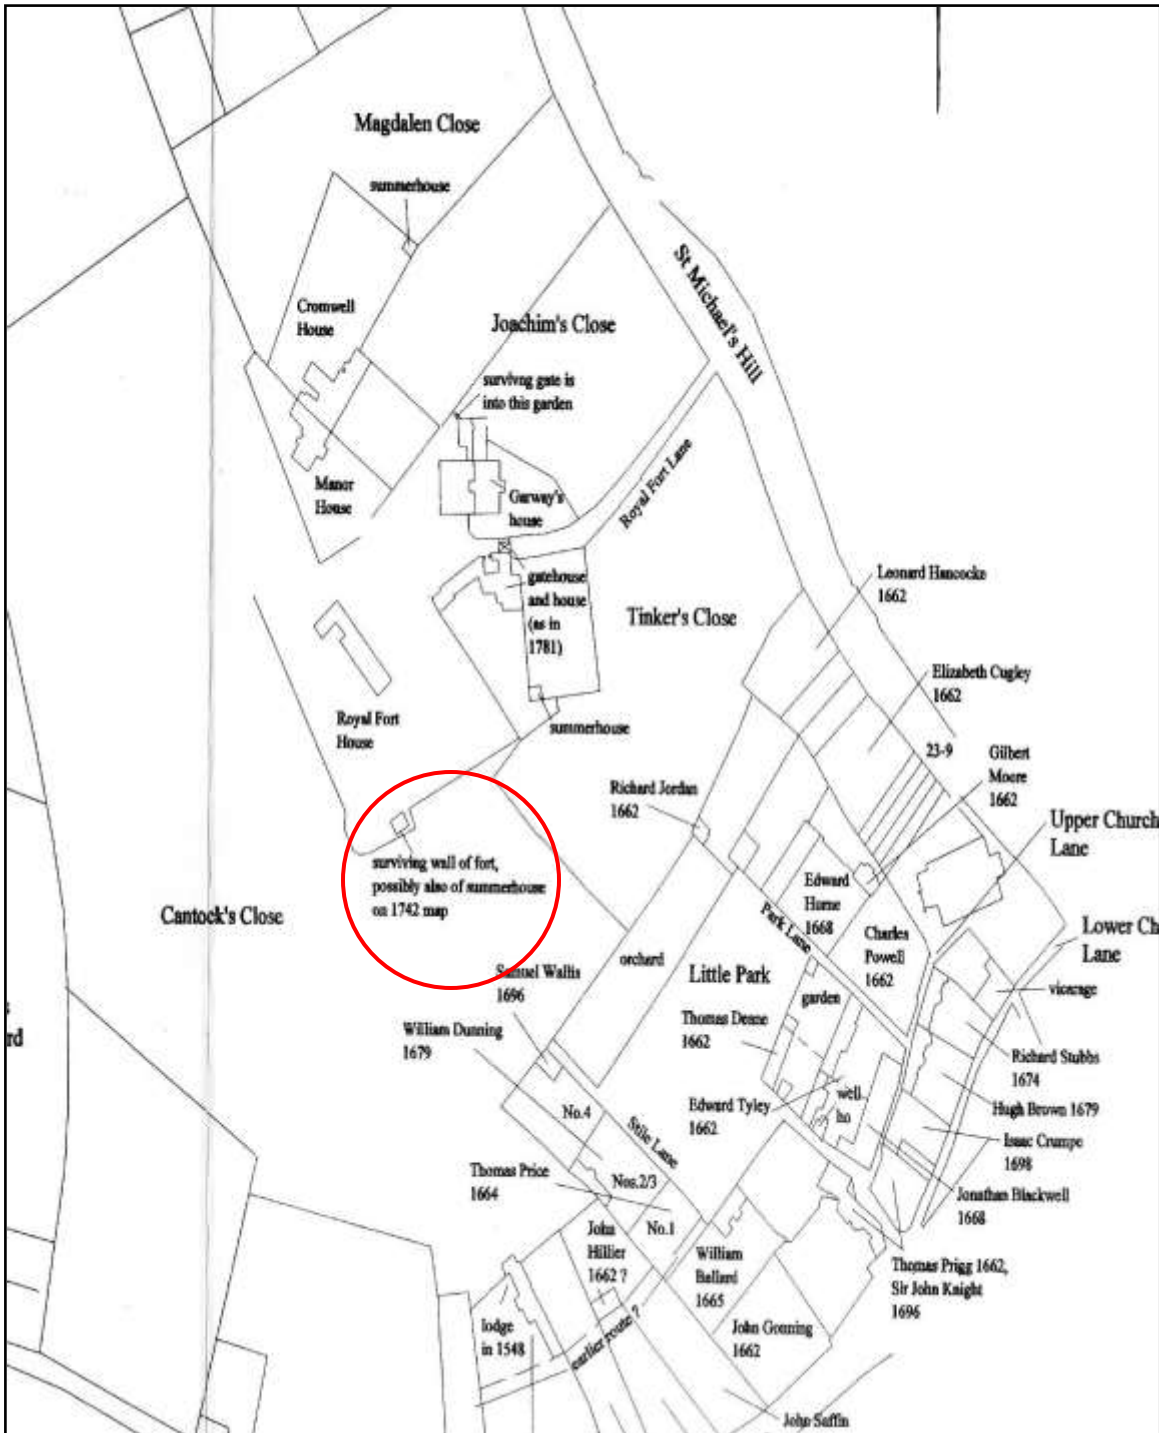 Magdalen Close
summerhouse
Cromwell
House
St Michael's Hill
Joachim's Close
survivng gate is
into this garden
Manor
House
Garway's
house
Royal Fort Lane
gatehouse
and house
(as in
1781)
Tinker's Close
Leonard Hancocke
1662
Elizabeth Cugley
1662
Royal Fort
House
summerhouse
23-9
Gilbert
Moore
1662
Richard Jordan
1662
Upper Church
Lane
surviving wall of fort,
possibly also of summerhouse
on 1742 map
Cantock's Close
Edward
Horne
1668
Park Lane
Charles
Powell
1662
Lower Ch
Lane
orchard
Little Park
Samuel Wallis
1696
garden
vicarage
William Dunning
1679
Thomas Deane
1662
rd
Richard Stubbs
1674
No.4
Stile Lane
Edward Tyley
1662
well
ho
Hugh Brown 1679
Isaac Crumpe
1698
Thomas Price
1664
Nos.2/3
Jonathan Blackwell
1668
No.1
John
Hillier
1662 ?
William
Ballard
1665
Thomas Prigg 1662,
Sir John Knight
1696
lodge
in 1548
earlier route ?
John Gonning
1662
John Saffin